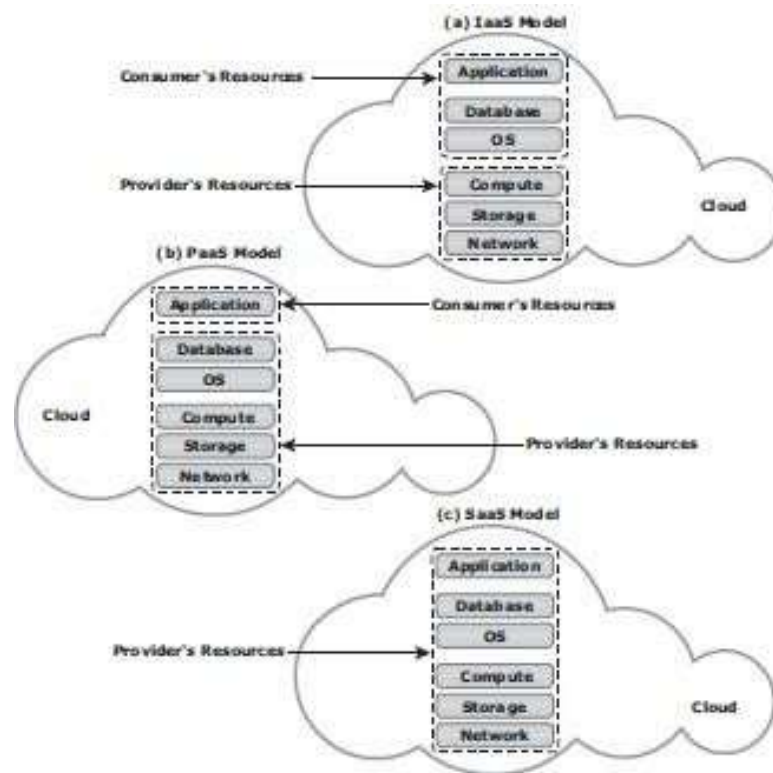 (a) IaaS Model
Consumer's Resources
Application
Database
OS
Provider's Resources
Compute
Storage
Network
Cloud
(b) PaaS Model
Application
Consumer's Resources
Database
OS
Cloud
Compute
Storage
Provider's Resources
Network
(c) SaaS Model
Application
Database
OS
Provider's Resources
Compute
Storage
Cloud
Network